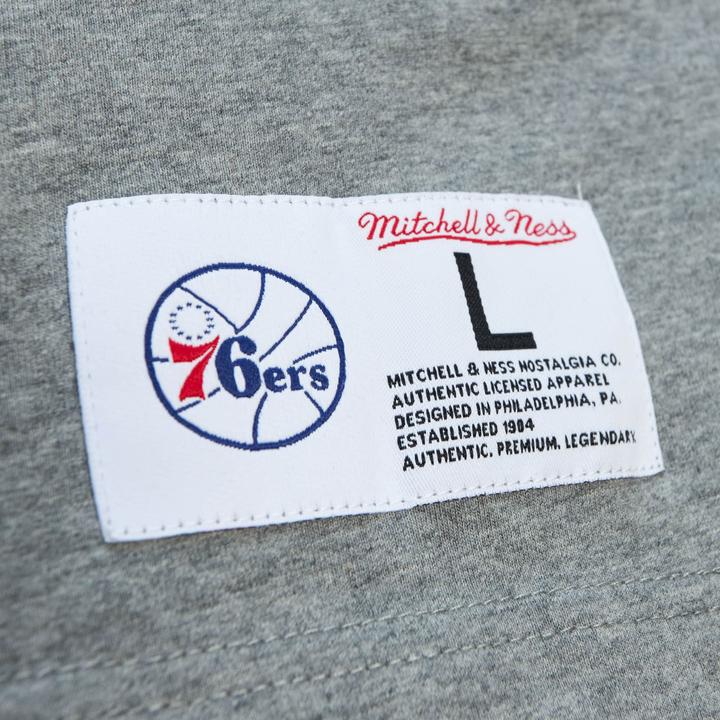 76ers
Mitchell & Ness
L
MITCHELL & NESS NOSTALGIA CO.
AUTHENTIC LICENSED APPAREL
DESIGNED IN PHILADELPHIA, PA.
ESTABLISHED 1904
AUTHENTIC. PREMIUM. LEGENDARY